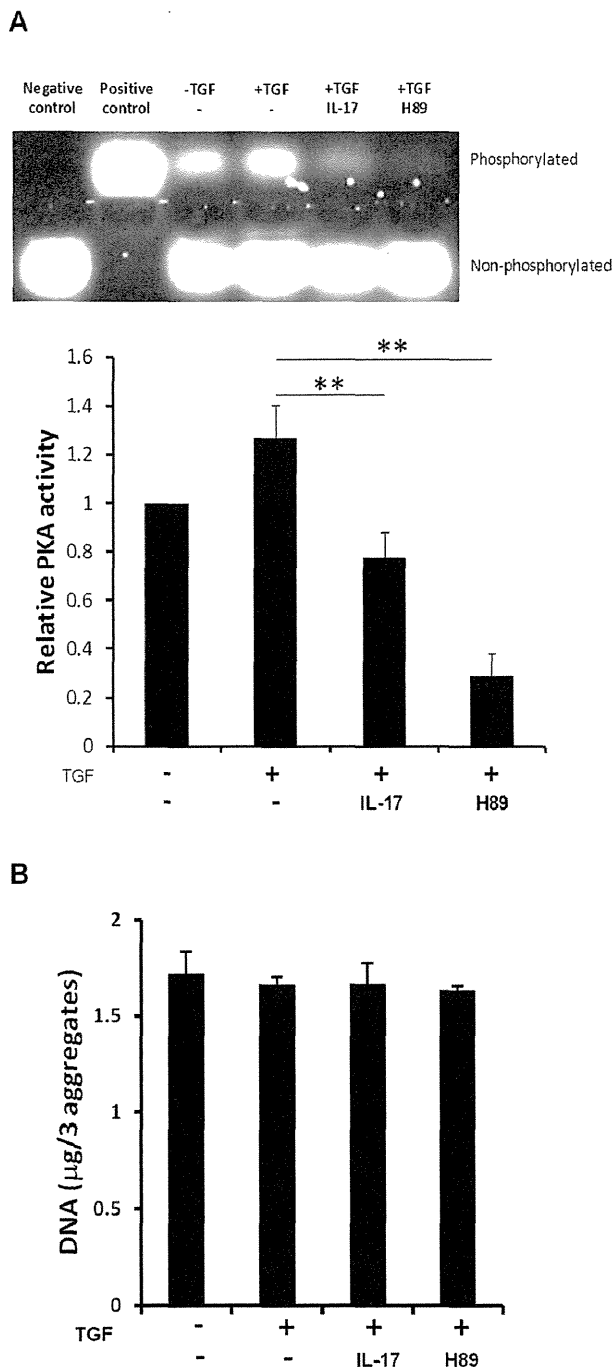 A
Negative control
Positive control
-TGF -
+TGF -
+TGF IL-17
+TGF H89
Phosphorylated
Non-phosphorylated
Relative PKA activity
1.6
1.4
1.2
1
0.8
0.6
0.4
0.2
0
**
**
TGF - + + +
- - IL-17 H89
B
DNA (µg/3 aggregates)
2
1.5
1
0.5
0
TGF - + + +
- - IL-17 H89